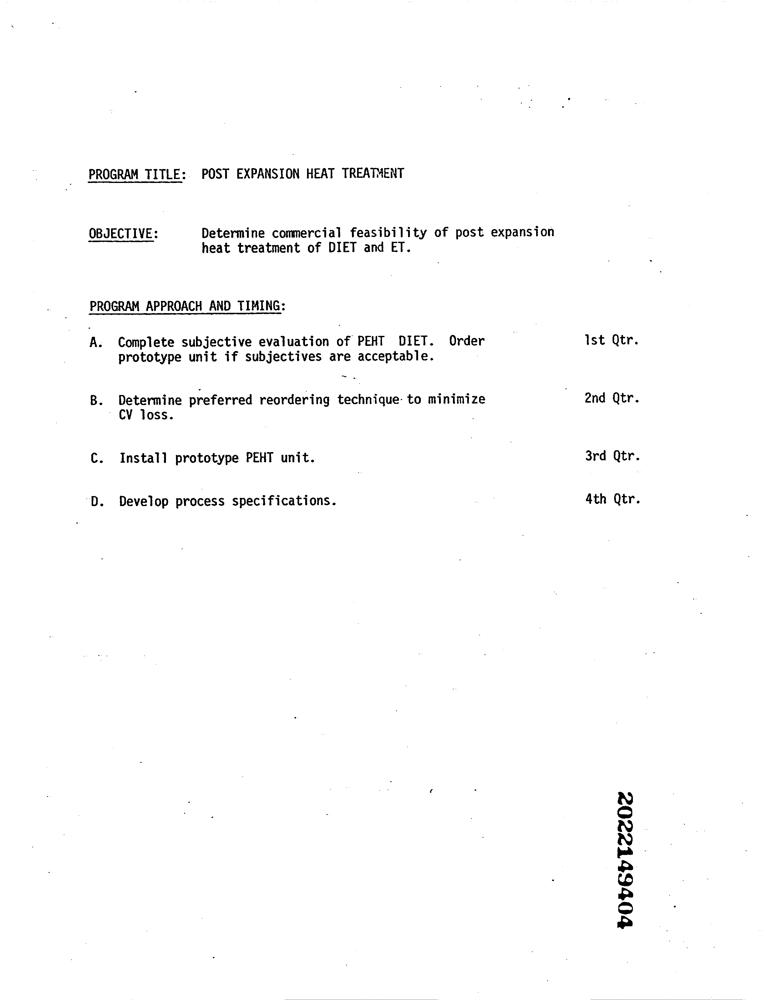 PROGRAM TITLE: POST EXPANSION HEAT TREATMENT
OBJECTIVE: Determine commercial feasibility of post expansion
heat treatment of DIET and ET.
PROGRAM APPROACH AND TIMING:
A. Complete subjective evaluation of PEHT DIET. Order 1st Qtr.
prototype unit if subjectives are acceptable.
B. Determine preferred reordering technique to minimize 2nd Qtr.
CV loss.
C. Install prototype PEHT unit. 3rd Qtr.
D. Develop process specifications. 4th Qtr.
2022149404